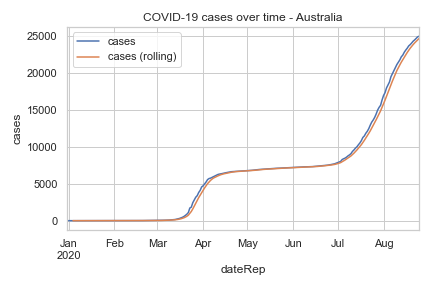 COVID-19 cases over time - Australia
cases
cases (rolling)
25000
20000
15000
10000
5000
0
cases
Jan Feb Mar Apr May Jun Jul Aug
2020
dateRep